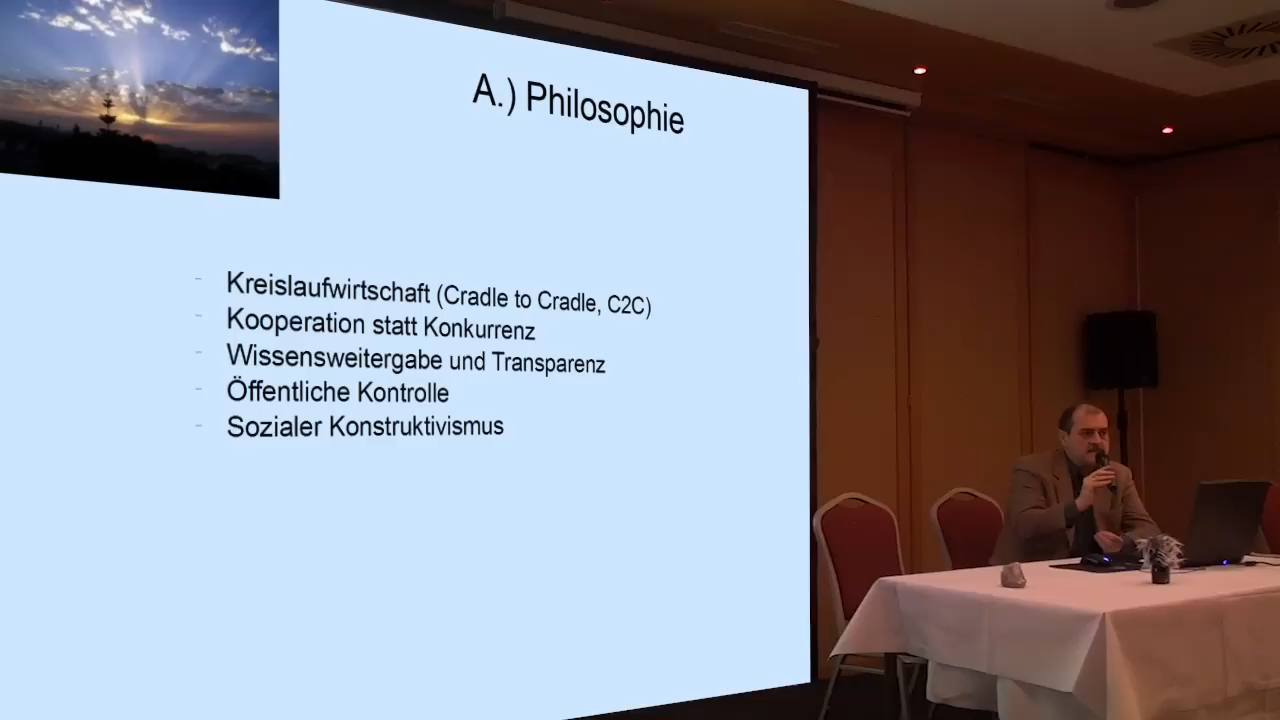 A.) Philosophie
- Kreislaufwirtschaft (Cradle to Cradle, C2C)
- Kooperation statt Konkurrenz
- Wissensweitergabe und Transparenz
- Öffentliche Kontrolle
- Sozialer Konstruktivismus